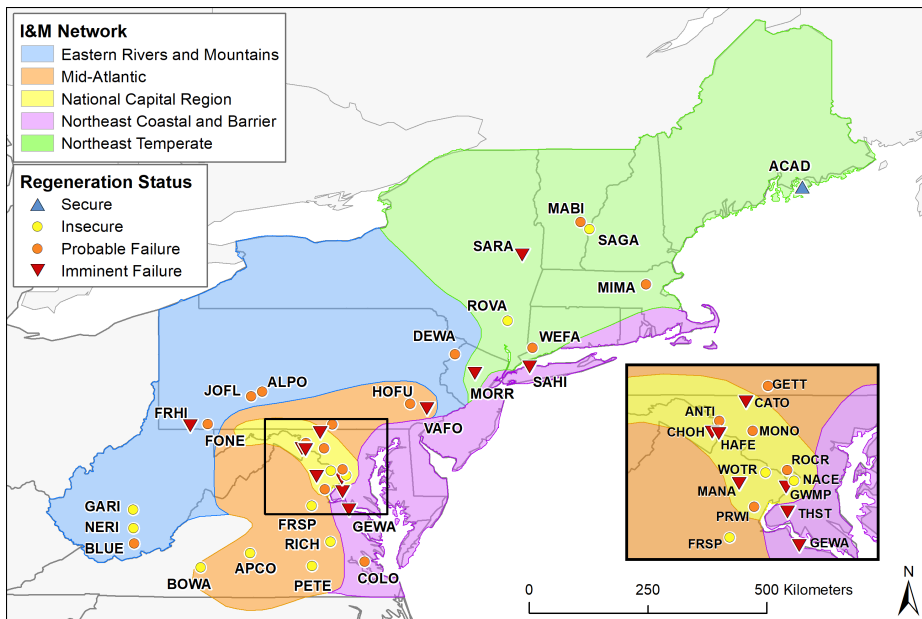 I&M Network
Eastern Rivers and Mountains
Mid-Atlantic
National Capital Region
Northeast Coastal and Barrier
Northeast Temperate
Regeneration Status
Secure
Insecure
Probable Failure
Imminent Failure
ACAD
MABI
SAGA
SARA
MIMA
ROVA
WEFA
DEWA
SAHI
MORR
JOFL
ALPO
HOFU
VAFO
FRHI
FONE
GARI
NERI
BLUE
FRSP
GEWA
RICH
BOWA
APCO
PETE
COLO
GETT
CATO
ANTI
MONO
CHOH
HAFE
ROCR
WOTR
NACE
MANA
GWMP
PRWI
THST
FRSP
GEWA
0 250 500 Kilometers
N